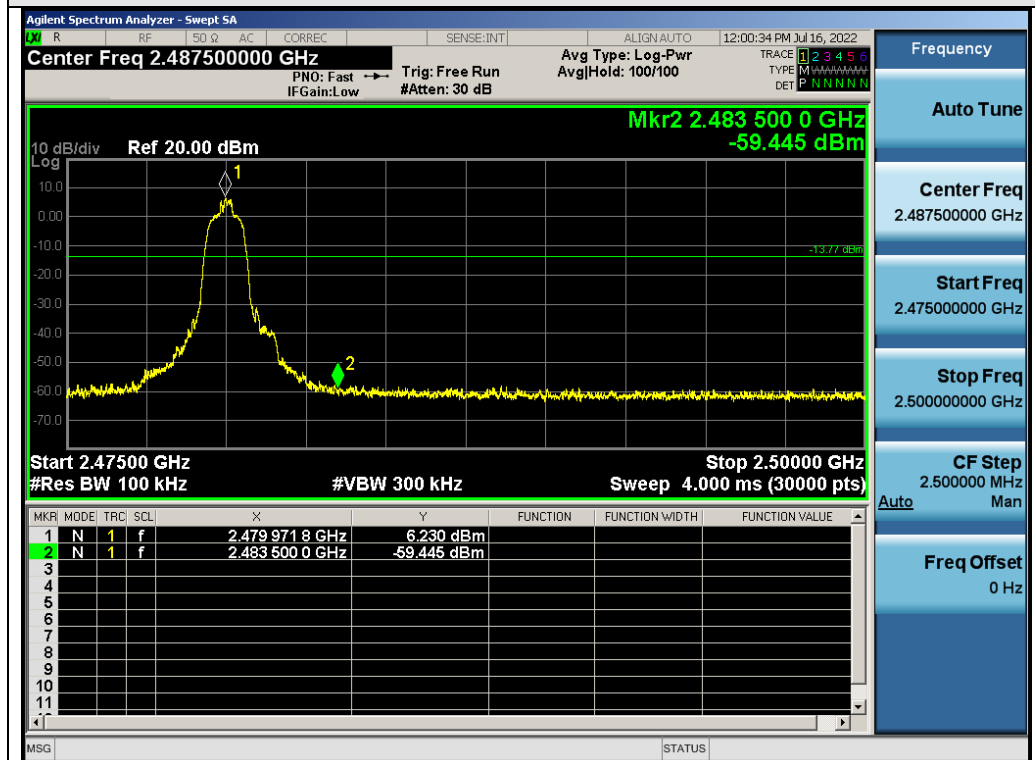 Agilent Spectrum Analyzer - Swept SA
LXI R RF 50 Ω AC CORREC SENSE:INT ALIGN AUTO 12:00:34 PM Jul 16, 2022
Center Freq 2.487500000 GHz
PNO: Fast
IFGain:Low
Trig: Free Run
#Atten: 30 dB
Avg Type: Log-Pwr
Avg|Hold: 100/100
TRACE 1 2 3 4 5 6
TYPE M W W W W W
DET P N N N N N
Mkr2 2.483 500 0 GHz
-59.445 dBm
10 dB/div Ref 20.00 dBm
Log
10.0
0.00
-10.0
-20.0
-30.0
-40.0
-50.0
-60.0
-70.0
1
2
-13.77 dBm
Start 2.47500 GHz Stop 2.50000 GHz
#Res BW 100 kHz #VBW 300 kHz Sweep 4.000 ms (30000 pts)
MKR MODE TRC SCL X Y FUNCTION FUNCTION WIDTH FUNCTION VALUE
1 N 1 f 2.479 971 8 GHz 6.230 dBm
2 N 1 f 2.483 500 0 GHz -59.445 dBm
3
4
5
6
7
8
9
10
11
MSG STATUS
Frequency
Auto Tune
Center Freq
2.487500000 GHz
Start Freq
2.475000000 GHz
Stop Freq
2.500000000 GHz
CF Step
2.500000 MHz
Auto Man
Freq Offset
0 Hz